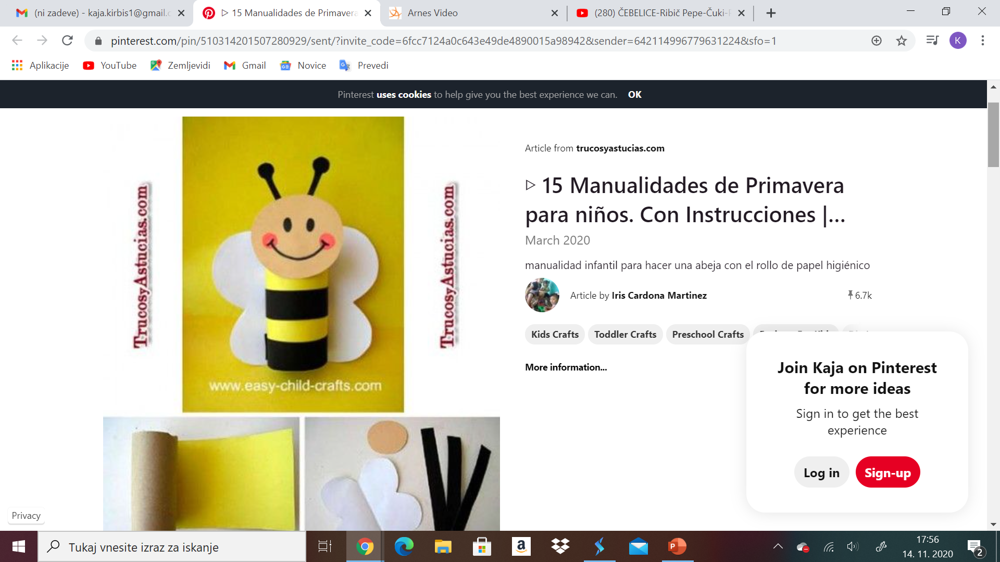 (ni zadeve) - kaja.kirbis1@gmail.c
▷ 15 Manualidades de Primavera
Arnes Video
(280) ČEBELICE-Ribič Pepe-Čuki-
pinterest.com/pin/510314201507280929/sent/?invite_code=6fcc7124a0c643e49de4890015a98942&sender=642114996779631224&sfo=1
K
Aplikacije
YouTube
Zemljevidi
Gmail
Novice
Prevedi
Pinterest uses cookies to help give you the best experience we can. OK
TrucosyAstucias.com
TrucosyAstucias.com
www.easy-child-crafts.com
Article from trucosyastucias.com
▷ 15 Manualidades de Primavera
para niños. Con Instrucciones |...
March 2020
manualidad infantil para hacer una abeja con el rollo de papel higiénico
Article by Iris Cardona Martinez
6.7k
Kids Crafts
Toddler Crafts
Preschool Crafts
More information...
Join Kaja on Pinterest
for more ideas
Sign in to get the best
experience
Log in
Sign-up
Privacy
Tukaj vnesite izraz za iskanje
a
P
17:56
14. 11. 2020
2